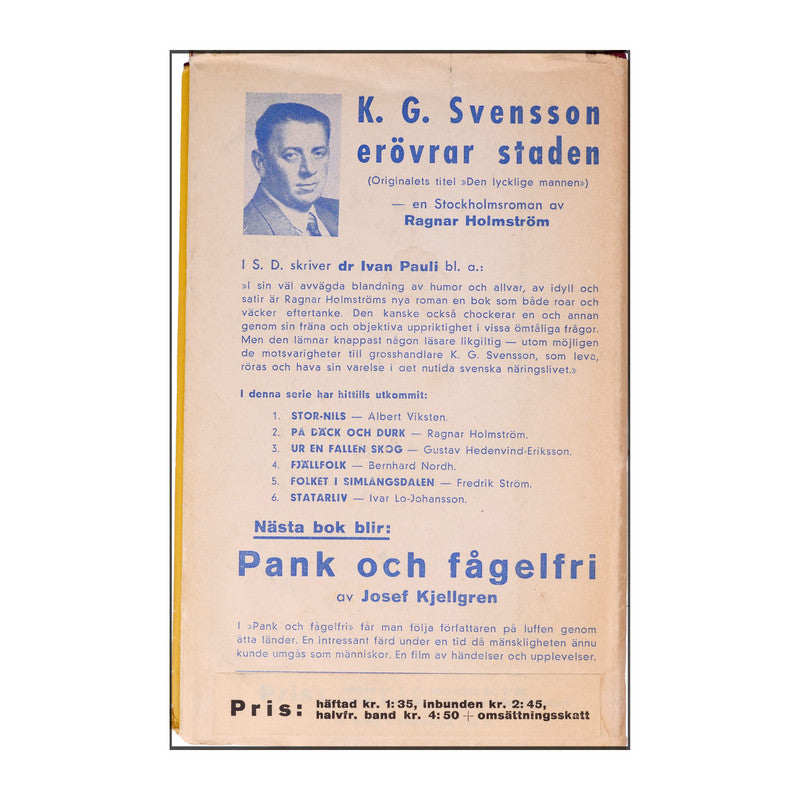 K. G. Svensson
erövrar staden
(Originalets titel »Den lycklige mannen»)
— en Stockholmsroman av
Ragnar Holmström
I S. D. skriver dr Ivan Pauli bl. a.:
»I sin väl avvägda blandning av humor och allvar, av idyll och
satir är Ragnar Holmströms nya roman en bok som både roar och
väcker eftertanke. Den kanske också chockerar en och annan
genom sin fräna och objektiva uppriktighet i vissa ömtåliga frågor.
Men den lämnar knappast någon läsare likgiltig — utom möjligen
de motsvarigheter till grosshandlare K. G. Svensson, som leva,
röras och hava sin varelse i det nutida svenska näringslivet.»
I denna serie har hittills utkommit:
1. STOR-NILS — Albert Viksten.
2. PÅ DÄCK OCH DURK — Ragnar Holmström.
3. UR EN FALLEN SKOG — Gustav Hedenvind-Eriksson.
4. FJÄLLFOLK — Bernhard Nordh.
5. FOLKET I SIMLÅNGSDALEN — Fredrik Ström.
6. STATARLIV — Ivar Lo-Johansson.
Nästa bok blir:
Pank och fågelfri
av Josef Kjellgren
I »Pank och fågelfri» får man följa författaren på luffen genom
åtta länder. En intressant färd under en tid då mänskligheten ännu
kunde umgås som människor. En film av händelser och upplevelser.
Pris: häftad kr. 1: 35, inbunden kr. 2: 45,
halvfr. band kr. 4: 50 + omsättningsskatt